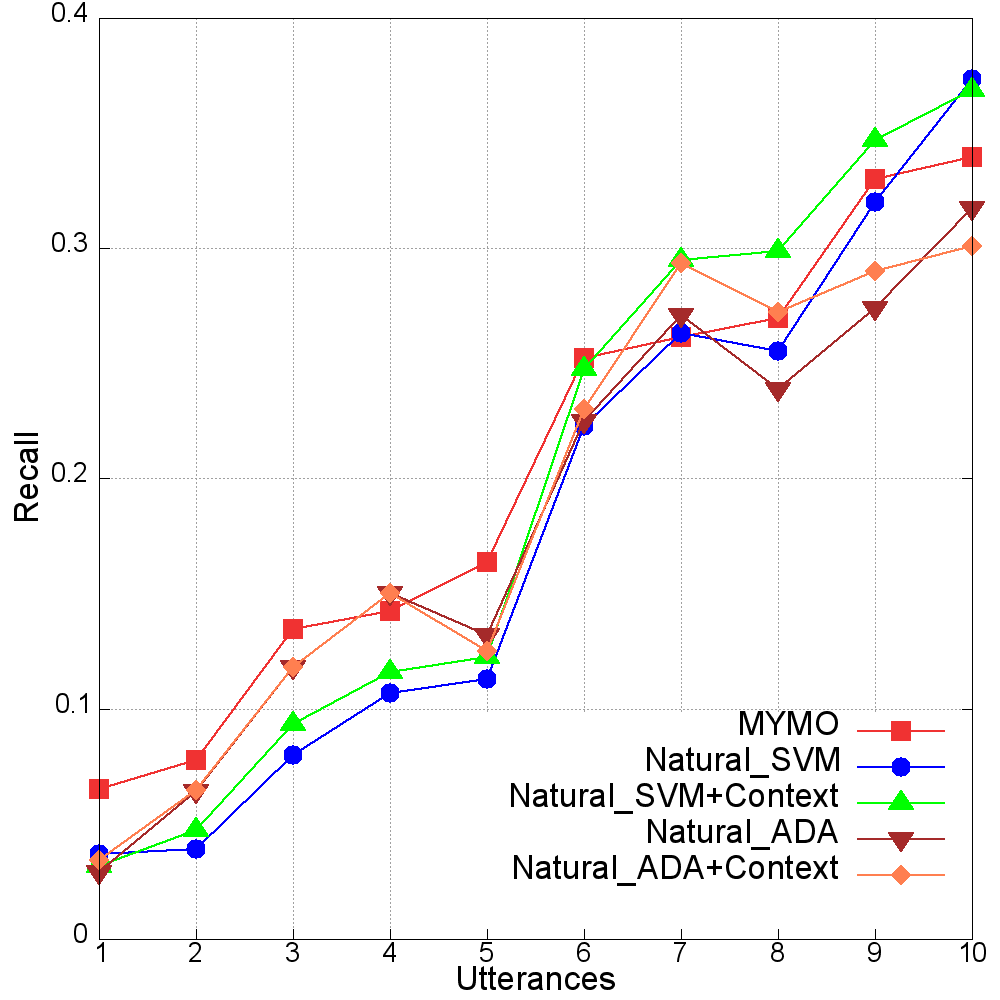 0.4
0.3
0.2
0.1
0
Recall
MYMO
Natural_SVM
Natural_SVM+Context
Natural_ADA
Natural_ADA+Context
1 2 3 4 5 6 7 8 9 10
Utterances